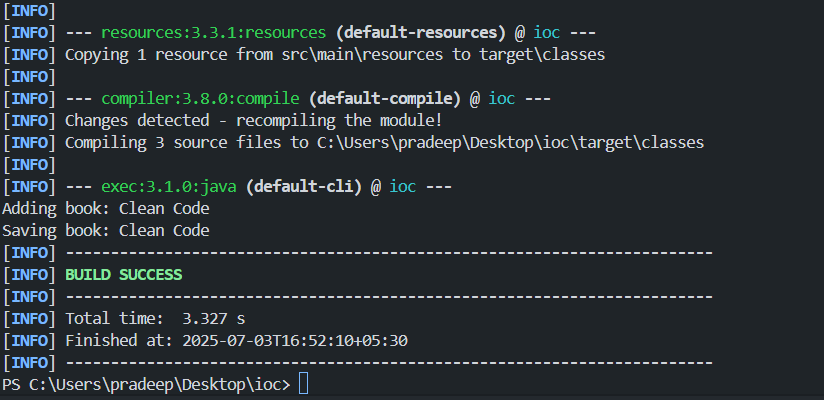 [INFO]
[INFO] --- resources:3.3.1:resources (default-resources) @ ioc ---
[INFO] Copying 1 resource from src\main\resources to target\classes
[INFO]
[INFO] --- compiler:3.8.0:compile (default-compile) @ ioc ---
[INFO] Changes detected - recompiling the module!
[INFO] Compiling 3 source files to C:\Users\pradeep\Desktop\ioc\target\classes
[INFO]
[INFO] --- exec:3.1.0:java (default-cli) @ ioc ---
Adding book: Clean Code
Saving book: Clean Code
[INFO] ------------------------------------------------------------------------
[INFO] BUILD SUCCESS
[INFO] ------------------------------------------------------------------------
[INFO] Total time:  3.327 s
[INFO] Finished at: 2025-07-03T16:52:10+05:30
[INFO] ------------------------------------------------------------------------
PS C:\Users\pradeep\Desktop\ioc>